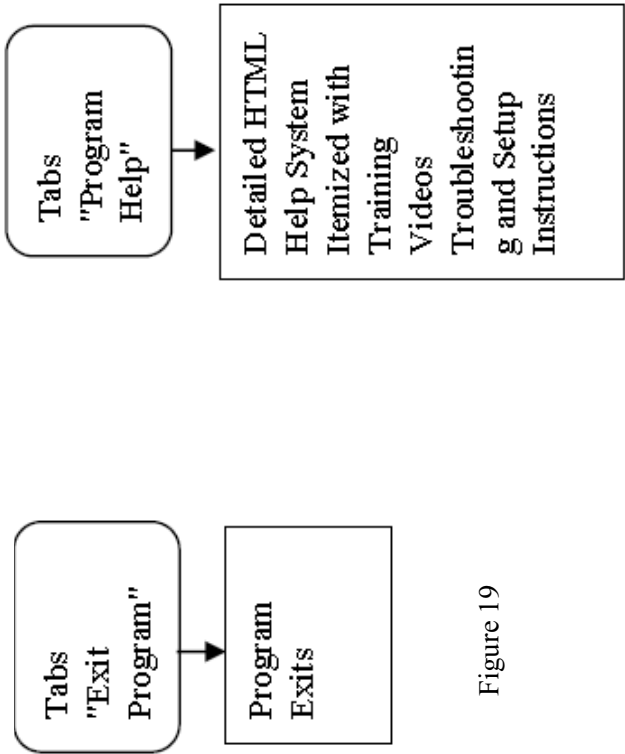 Tabs
"Exit
Program"
Program
Exits
Tabs
"Program
Help"
Detailed HTML
Help System
Itemized with
Training
Videos
Troubleshootin
g and Setup
Instructions
Figure 19